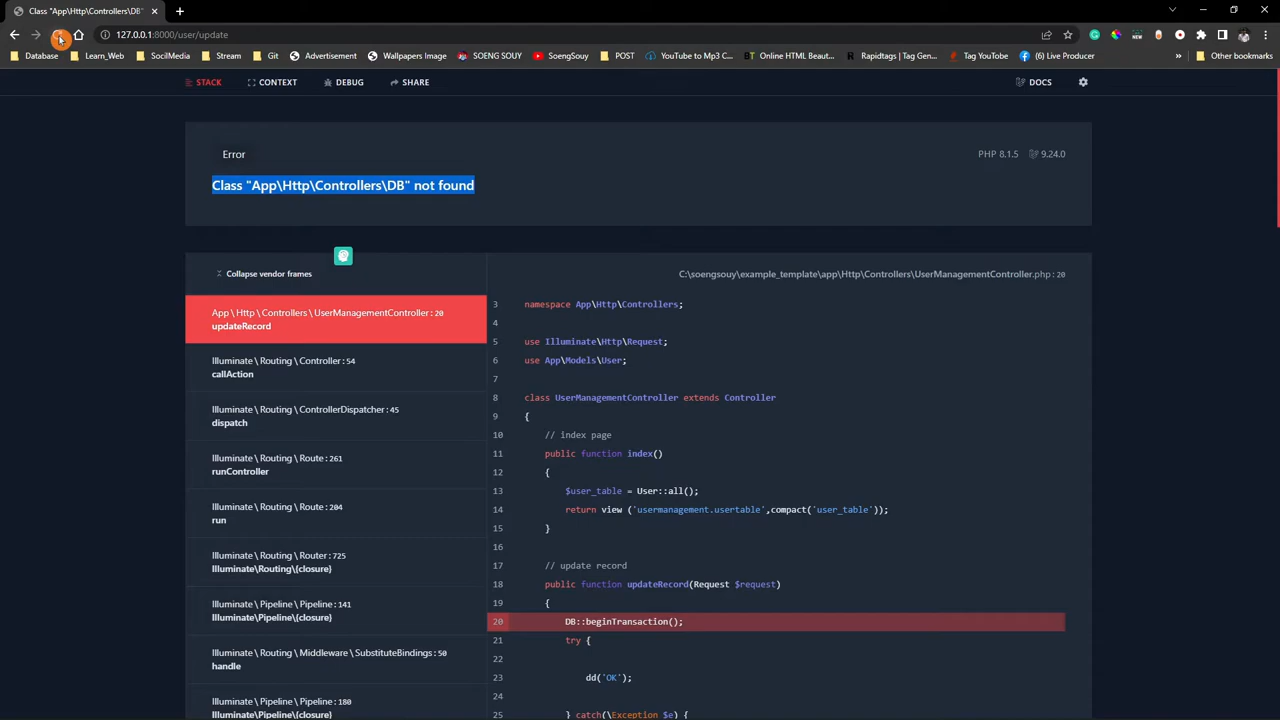 Class "App\Http\Controllers\DB"
127.0.0.1:8000/user/update
Database Learn_Web SocilMedia Stream Git Advertisement Wallpapers Image SOENG SOUY SoengSouy POST YouTube to Mp3 C... BT Online HTML Beaut... Rapidtags | Tag Gen... Tag YouTube (6) Live Producer » Other bookmarks
STACK CONTEXT DEBUG SHARE DOCS
Error PHP 8.1.5 9.24.0
Class "App\Http\Controllers\DB" not found
Collapse vendor frames C:\soengsouy\example_template\app\Http\Controllers\UserManagementController.php : 20
App \ Http \ Controllers \ UserManagementController : 20
updateRecord
Illuminate \ Routing \ Controller : 54
callAction
Illuminate \ Routing \ ControllerDispatcher : 45
dispatch
Illuminate \ Routing \ Route : 261
runController
Illuminate \ Routing \ Route : 204
run
Illuminate \ Routing \ Router : 725
Illuminate\Routing\{closure}
Illuminate \ Pipeline \ Pipeline : 141
Illuminate\Pipeline\{closure}
Illuminate \ Routing \ Middleware \ SubstituteBindings : 50
handle
Illuminate \ Pipeline \ Pipeline : 180
Illuminate\Pipeline\{closure}
3 namespace App\Http\Controllers;
4
5 use Illuminate\Http\Request;
6 use App\Models\User;
7
8 class UserManagementController extends Controller
9 {
10 // index page
11 public function index()
12 {
13 $user_table = User::all();
14 return view ('usermanagement.usertable',compact('user_table'));
15 }
16
17 // update record
18 public function updateRecord(Request $request)
19 {
20 DB::beginTransaction();
21 try {
22
23 dd('OK');
24
25 } catch(\Exception $e) {